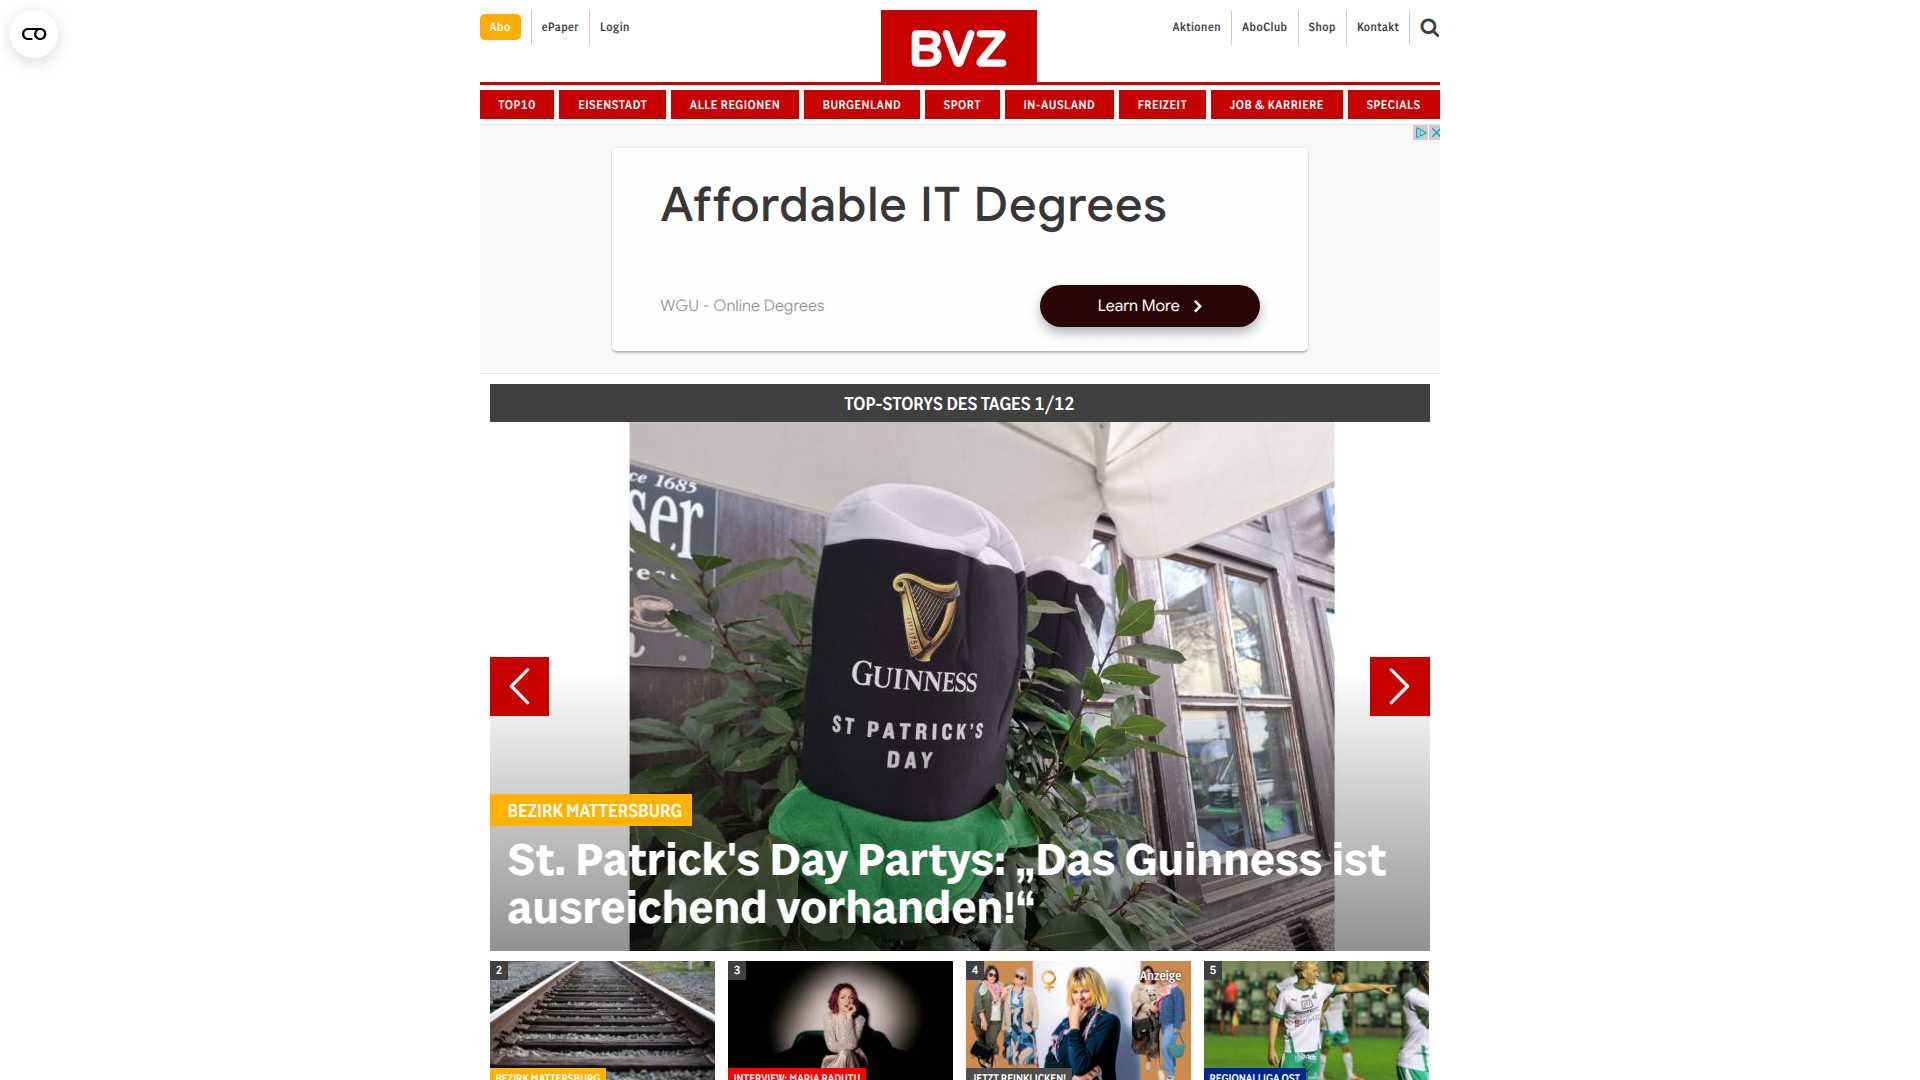 Abo
ePaper
Login
BVZ
Aktionen
AboClub
Shop
Kontakt
TOP10
EISENSTADT
ALLE REGIONEN
BURGENLAND
SPORT
IN-AUSLAND
FREIZEIT
JOB & KARRIERE
SPECIALS
Affordable IT Degrees
WGU - Online Degrees
Learn More
TOP-STORYS DES TAGES 1/12
ce 1685
ser
GUINNESS
ST PATRICK'S
DAY
BEZIRK MATTERSBURG
St. Patrick's Day Partys: „Das Guinness ist
ausreichend vorhanden!“
2
3
4
Anzeige
5
BEZIRK MATTERSBURG
INTERVIEW: MARIA RADUTU
JETZT REINKLICKEN!
REGIONALLIGA OST